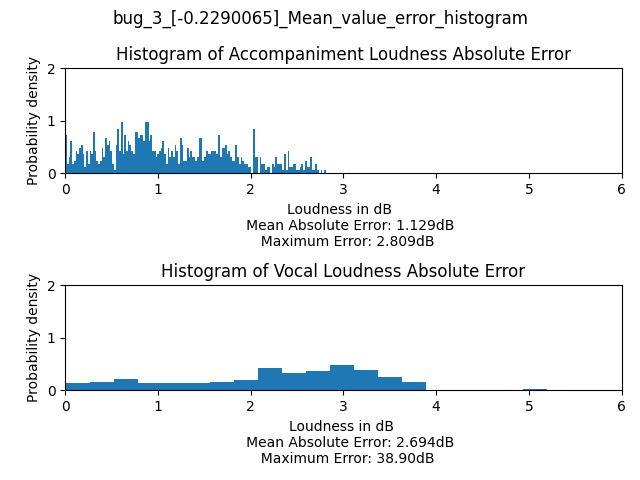 bug_3_[-0.2290065]_Mean_value_error_histogram
Histogram of Accompaniment Loudness Absolute Error
Probability density
2
1
0
0 1 2 3 4 5 6
Loudness in dB
Mean Absolute Error: 1.129dB
Maximum Error: 2.809dB
Histogram of Vocal Loudness Absolute Error
Probability density
2
1
0
0 1 2 3 4 5 6
Loudness in dB
Mean Absolute Error: 2.694dB
Maximum Error: 38.90dB